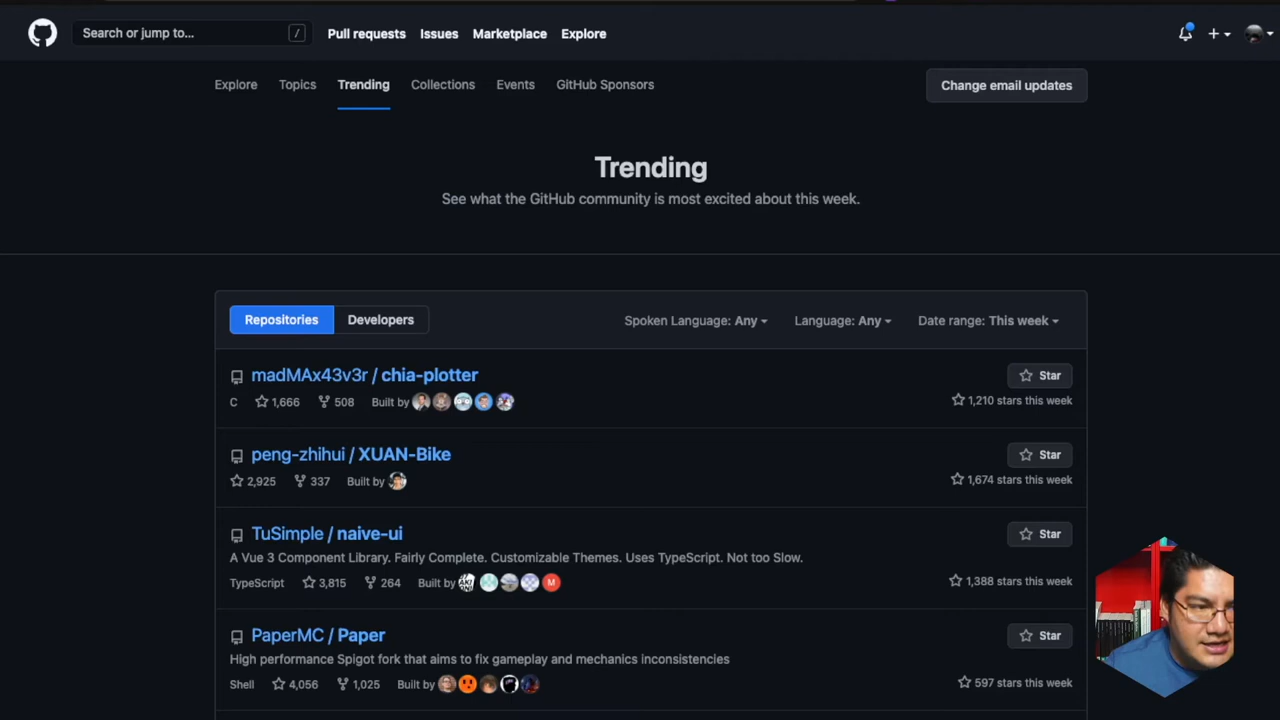 Search or jump to... /
Pull requests Issues Marketplace Explore
Explore Topics Trending Collections Events GitHub Sponsors
Change email updates
Trending
See what the GitHub community is most excited about this week.
Repositories Developers
Spoken Language: Any Language: Any Date range: This week
madMAx43v3r / chia-plotter
Star
C 1,666 508 Built by
1,210 stars this week
peng-zhihui / XUAN-Bike
Star
2,925 337 Built by
1,674 stars this week
TuSimple / naive-ui
Star
A Vue 3 Component Library. Fairly Complete. Customizable Themes. Uses TypeScript. Not too Slow.
TypeScript 3,815 264 Built by M
1,388 stars this week
PaperMC / Paper
Star
High performance Spigot fork that aims to fix gameplay and mechanics inconsistencies
Shell 4,056 1,025 Built by
597 stars this week